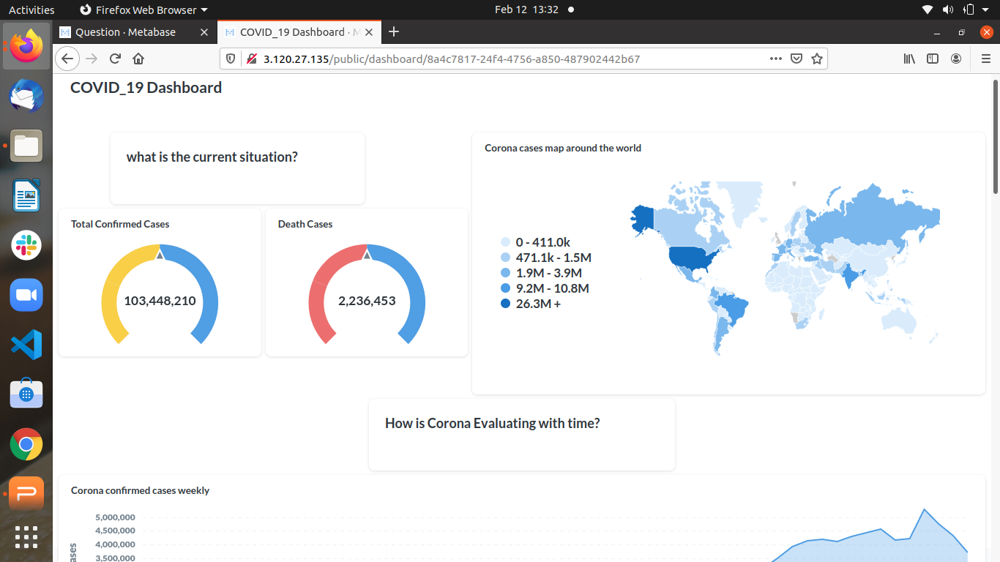 Activities
Firefox Web Browser
Feb 12 13:32
Question · Metabase
COVID_19 Dashboard · M
3.120.27.135/public/dashboard/8a4c7817-24f4-4756-a850-487902442b67
COVID_19 Dashboard
what is the current situation?
Corona cases map around the world
Total Confirmed Cases
Death Cases
103,448,210
2,236,453
0 - 411.0k
471.1k - 1.5M
1.9M - 3.9M
9.2M - 10.8M
26.3M +
How is Corona Evaluating with time?
Corona confirmed cases weekly
5,000,000
4,500,000
4,000,000
3,500,000
ases